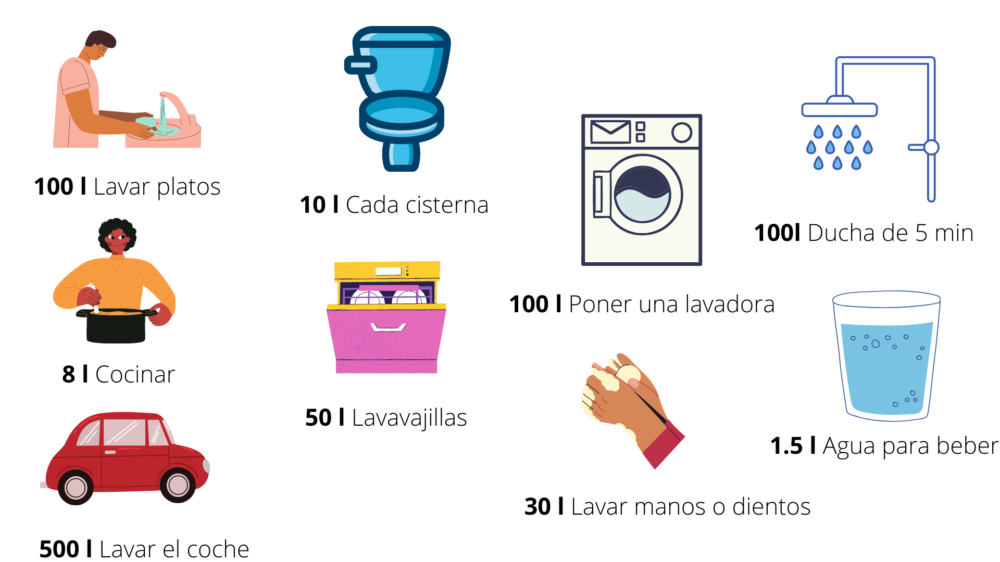 100 l Lavar platos
10 l Cada cisterna
100l Ducha de 5 min
100 l Poner una lavadora
8 l Cocinar
50 l Lavavajillas
1.5 l Agua para beber
30 l Lavar manos o dientos
500 l Lavar el coche